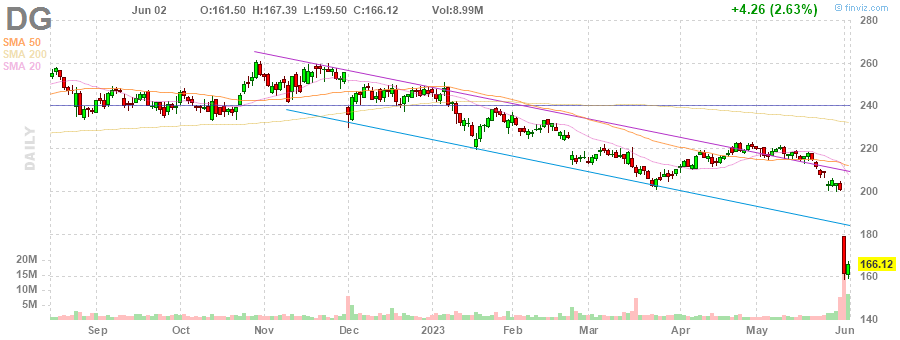 DG Jun 02 O:161.50 H:167.39 L:159.50 C:166.12 Vol:8.99M +4.26 (2.63%) finviz.com
SMA 50
SMA 200
SMA 20
DAILY
280
260
240
220
200
180
166.12
160
140
20M
15M
10M
5M
Sep Oct Nov Dec 2023 Feb Mar Apr May Jun